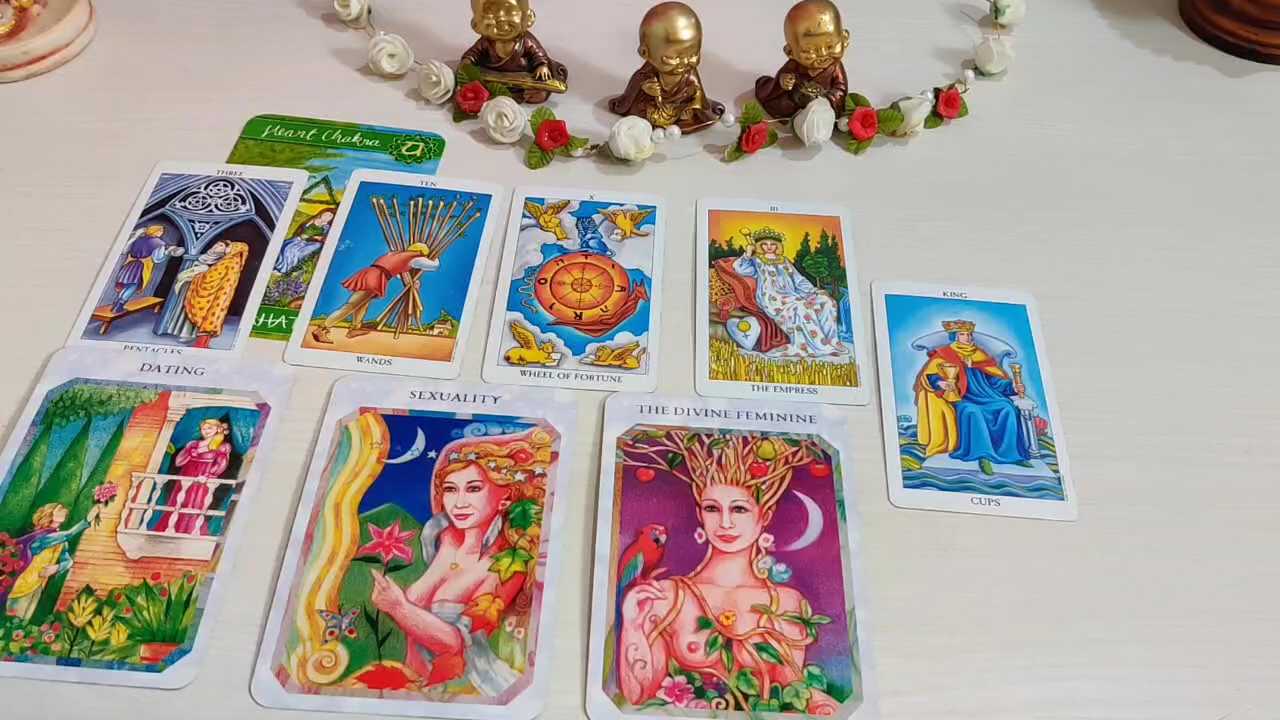 Heart Chakra
THREE
PENTACLES
TEN
WANDS
X
WHEEL OF FORTUNE
III
THE EMPRESS
KING
CUPS
DATING
SEXUALITY
THE DIVINE FEMININE